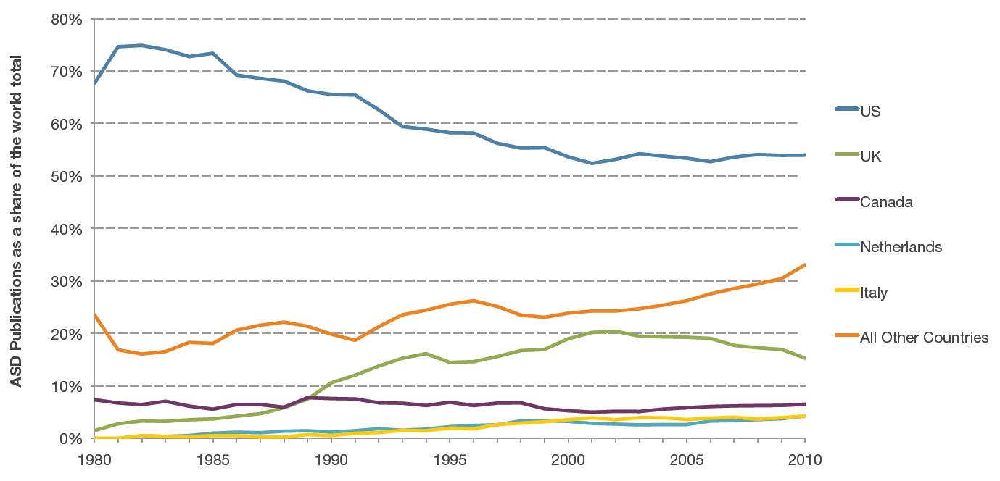 ASD Publications as a share of the world total
80%
70%
60%
50%
40%
30%
20%
10%
0%
1980 1985 1990 1995 2000 2005 2010
US
UK
Canada
Netherlands
Italy
All Other Countries